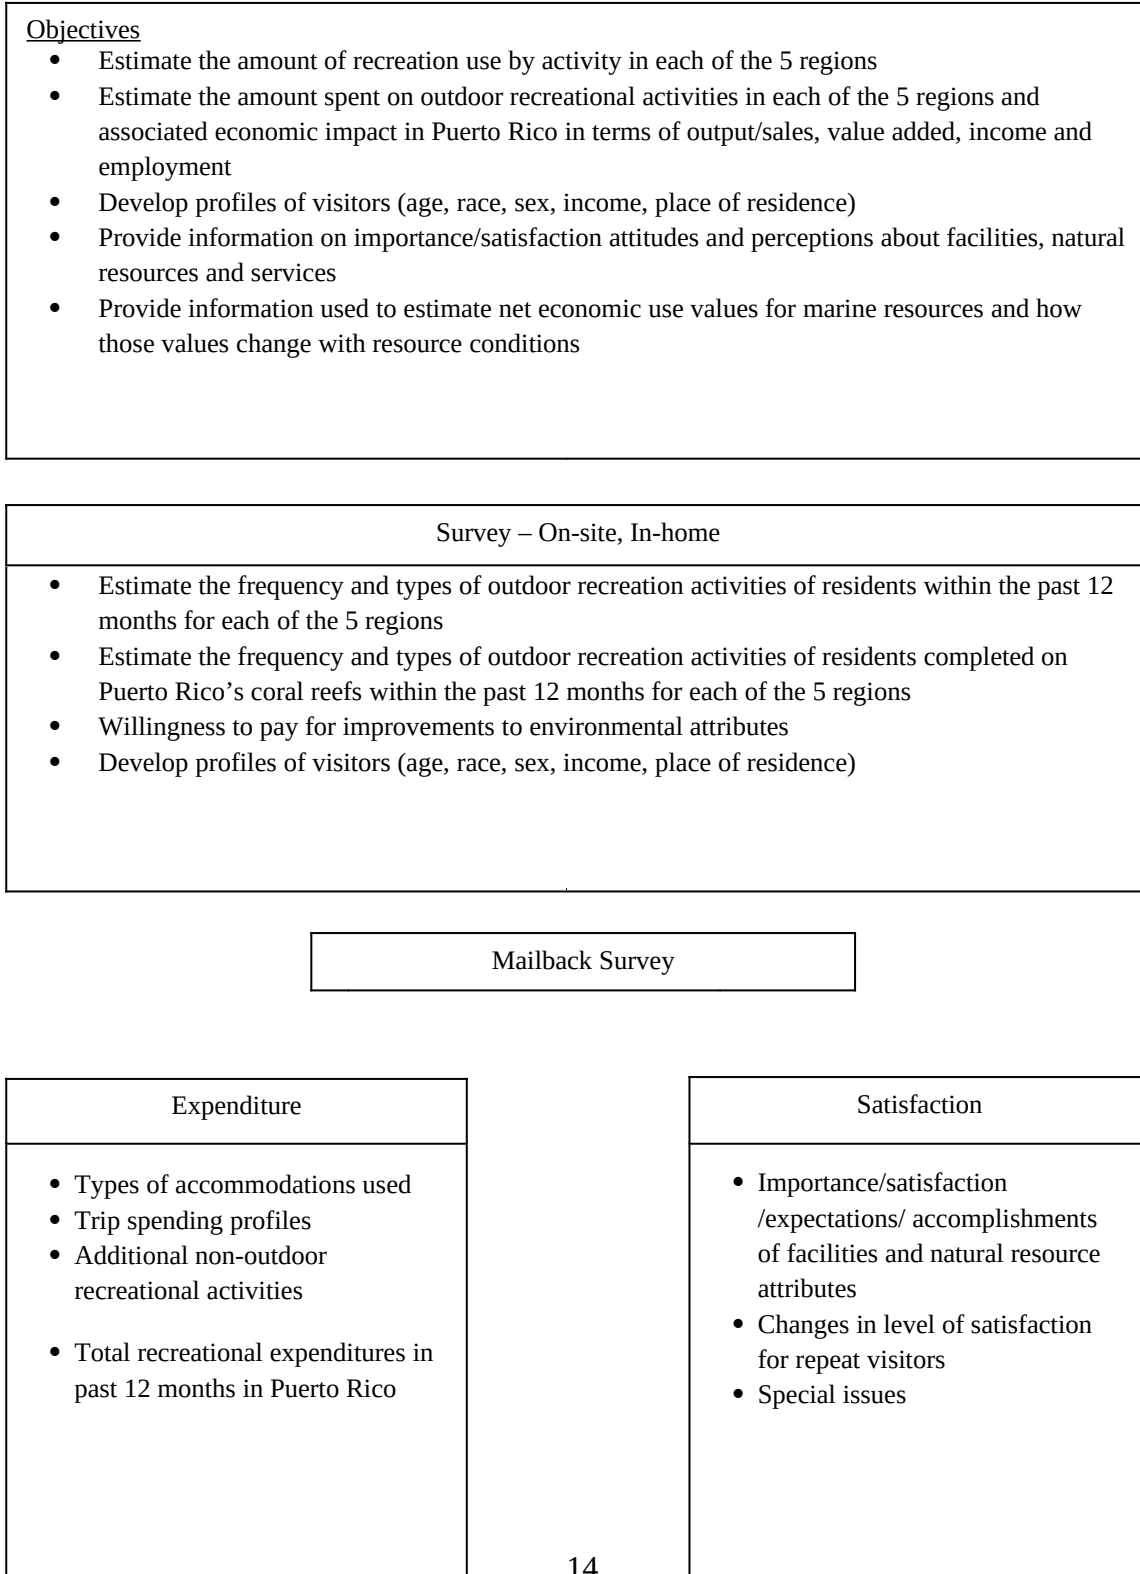 Objectives
• Estimate the amount of recreation use by activity in each of the 5 regions
• Estimate the amount spent on outdoor recreational activities in each of the 5 regions and
associated economic impact in Puerto Rico in terms of output/sales, value added, income and
employment
• Develop profiles of visitors (age, race, sex, income, place of residence)
• Provide information on importance/satisfaction attitudes and perceptions about facilities, natural
resources and services
• Provide information used to estimate net economic use values for marine resources and how
those values change with resource conditions
Survey – On-site, In-home
• Estimate the frequency and types of outdoor recreation activities of residents within the past 12
months for each of the 5 regions
• Estimate the frequency and types of outdoor recreation activities of residents completed on
Puerto Rico’s coral reefs within the past 12 months for each of the 5 regions
• Willingness to pay for improvements to environmental attributes
• Develop profiles of visitors (age, race, sex, income, place of residence)
Mailback Survey
Expenditure
• Types of accommodations used
• Trip spending profiles
• Additional non-outdoor
recreational activities
• Total recreational expenditures in
past 12 months in Puerto Rico
Satisfaction
• Importance/satisfaction
/expectations/ accomplishments
of facilities and natural resource
attributes
• Changes in level of satisfaction
for repeat visitors
• Special issues
14